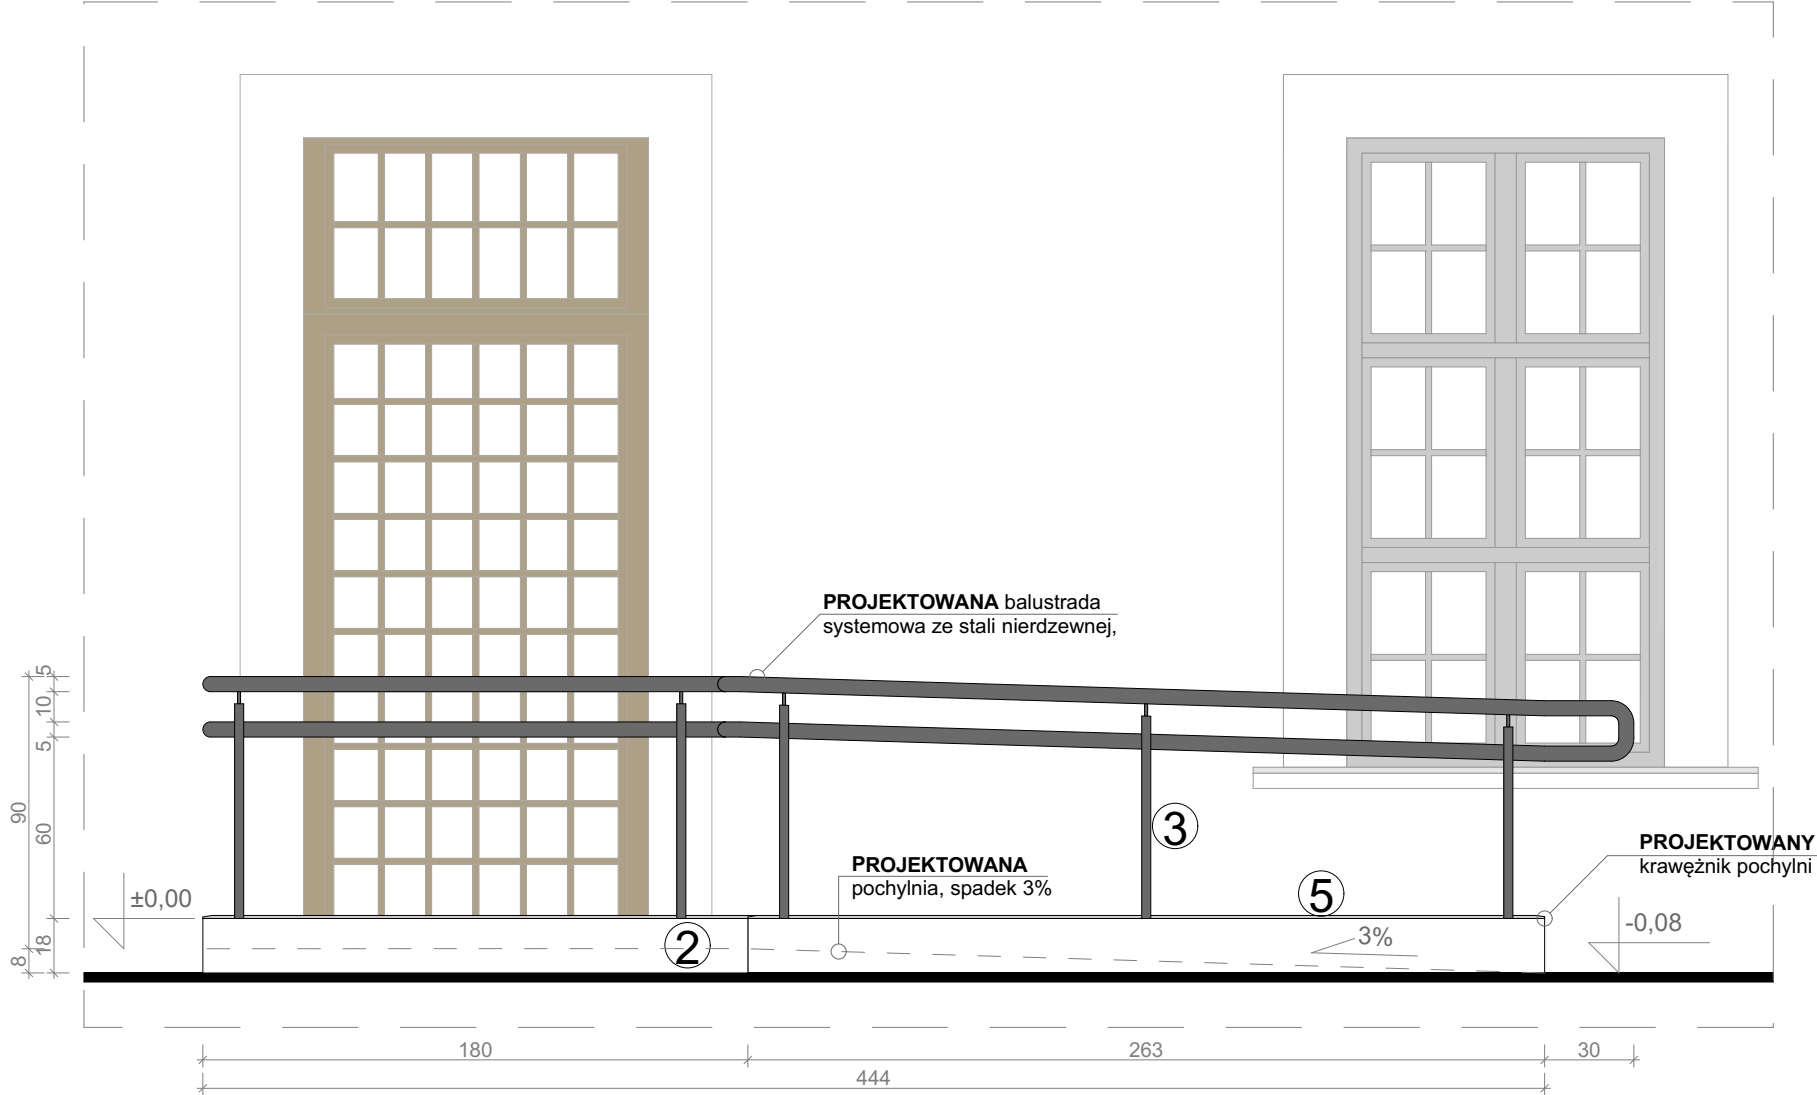 PROJEKTOWANA balustrada
systemowa ze stali nierdzewnej,
5
10
5
90
60
3
PROJEKTOWANY
krawężnik pochylni
PROJEKTOWANA
pochylnia, spadek 3%
5
±0,00
-0,08
2
3%
18
8
180
263
30
444